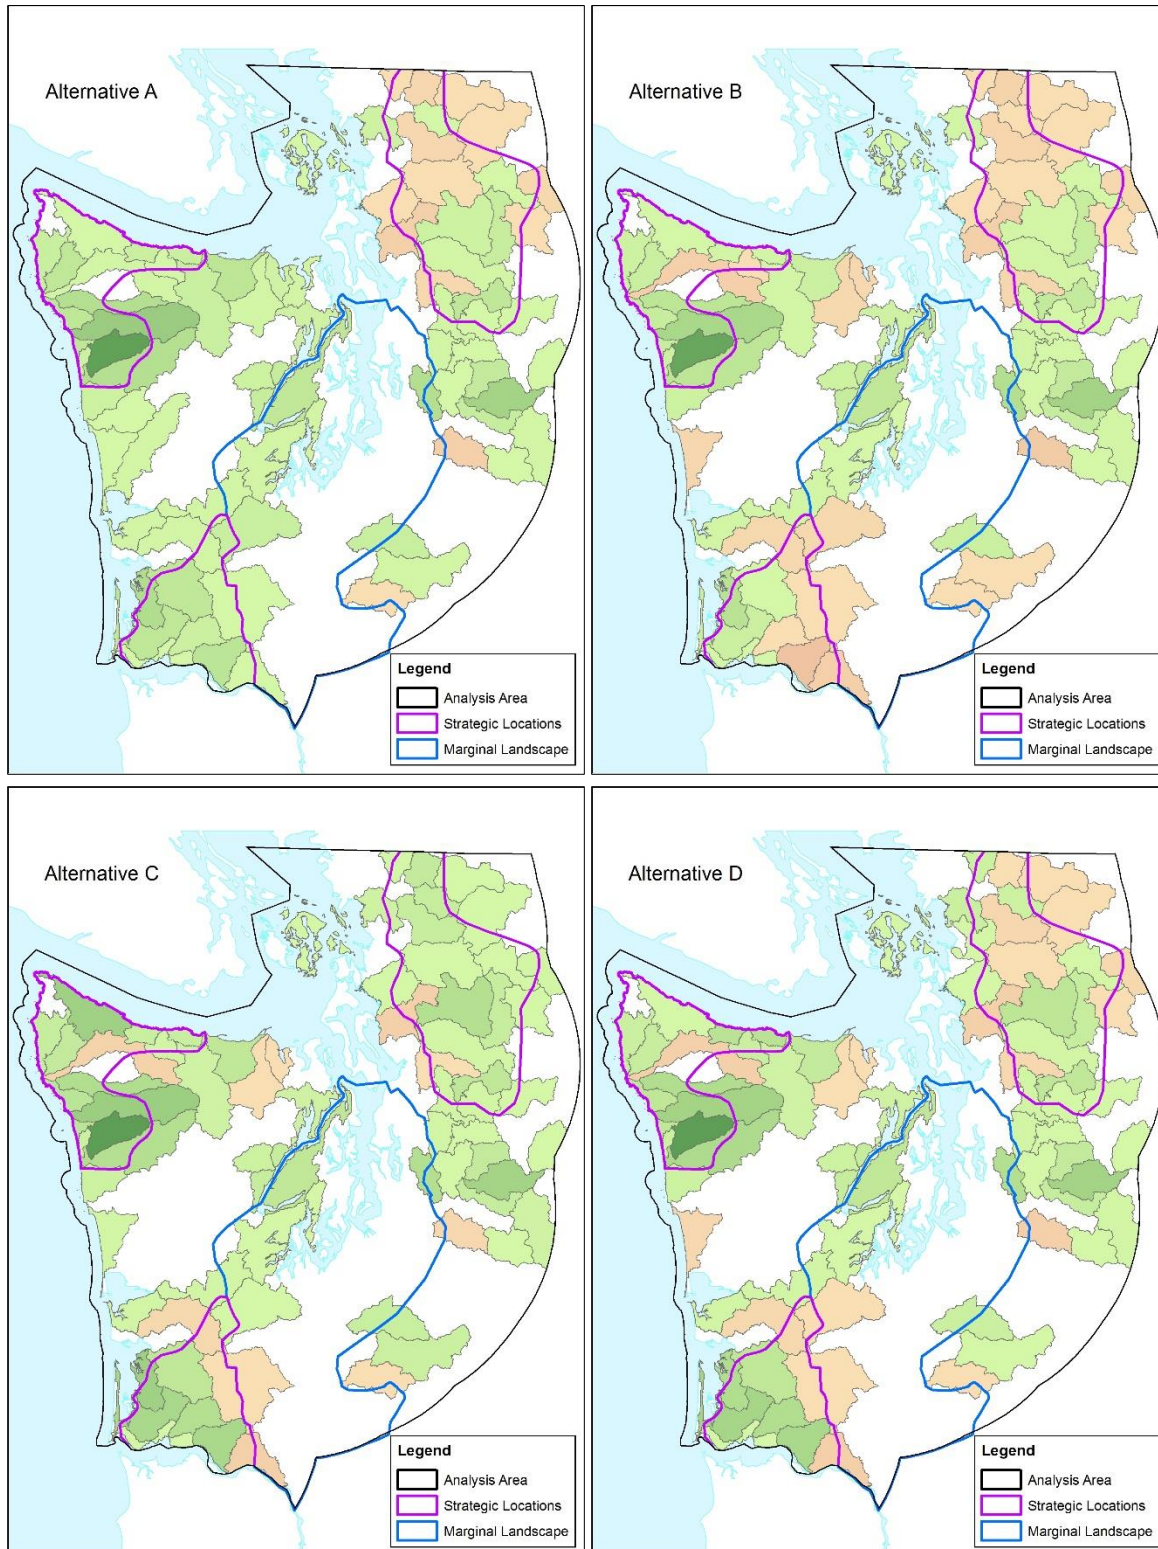 Alternative A
Legend
Analysis Area
Strategic Locations
Marginal Landscape
Alternative B
Legend
Analysis Area
Strategic Locations
Marginal Landscape
Alternative C
Legend
Analysis Area
Strategic Locations
Marginal Landscape
Alternative D
Legend
Analysis Area
Strategic Locations
Marginal Landscape